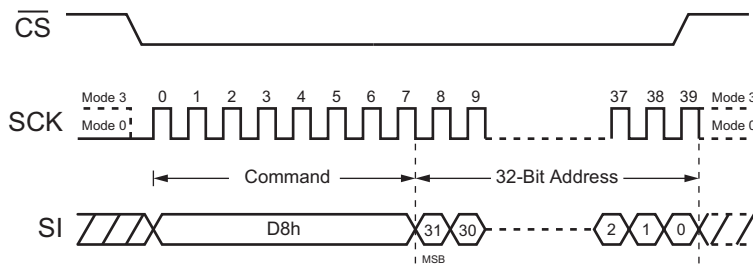 CS
Mode 3 0 1 2 3 4 5 6 7 8 9 37 38 39 Mode 3
SCK Mode 0 Mode 0
Command 32-Bit Address
SI D8h 31 30 2 1 0
MSB